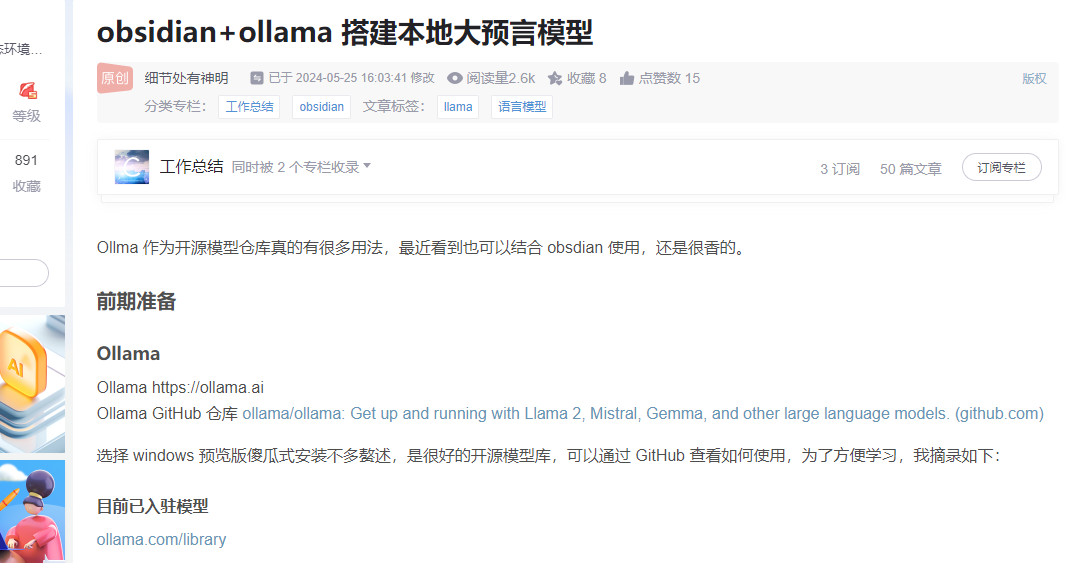 obsidian+ollama 搭建本地大预言模型
态环境...
原创 细节处有神明 已于 2024-05-25 16:03:41 修改 阅读量2.6k 收藏 8 点赞数 15 版权
分类专栏： 工作总结 obsidian 文章标签： llama 语言模型
等级
891
收藏
工作总结 同时被 2 个专栏收录 3 订阅 50 篇文章 订阅专栏
Ollma 作为开源模型仓库真的有很多用法，最近看到也可以结合 obsdian 使用，还是很香的。
前期准备
Ollama
AI
Ollama https://ollama.ai
Ollama GitHub 仓库 ollama/ollama: Get up and running with Llama 2, Mistral, Gemma, and other large language models. (github.com)
选择 windows 预览版傻瓜式安装不多螯述，是很好的开源模型库，可以通过 GitHub 查看如何使用，为了方便学习，我摘录如下：
目前已入驻模型
ollama.com/library